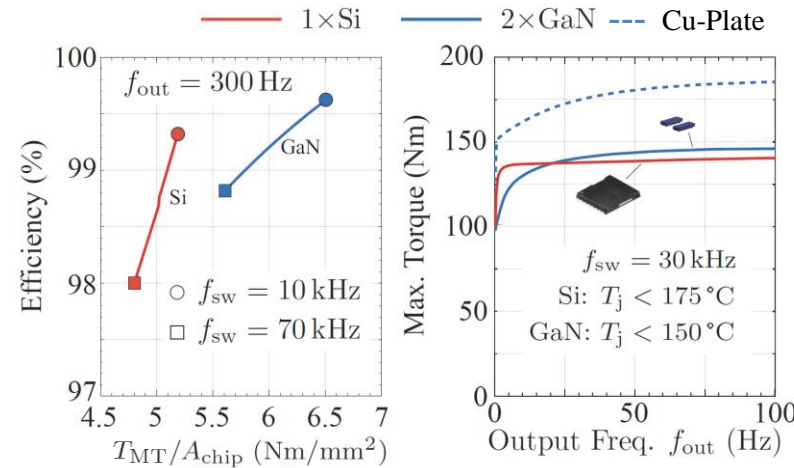 1×Si
2×GaN
Cu-Plate
100
99
98
97
Efficiency (%)
f_out = 300 Hz
Si
GaN
f_sw = 10 kHz
f_sw = 70 kHz
4.5 5 5.5 6 6.5 7
T_MT/A_chip (Nm/mm²)
200
150
100
50
0
Max. Torque (Nm)
f_sw = 30 kHz
Si: T_j < 175 °C
GaN: T_j < 150 °C
0 50 100
Output Freq. f_out (Hz)